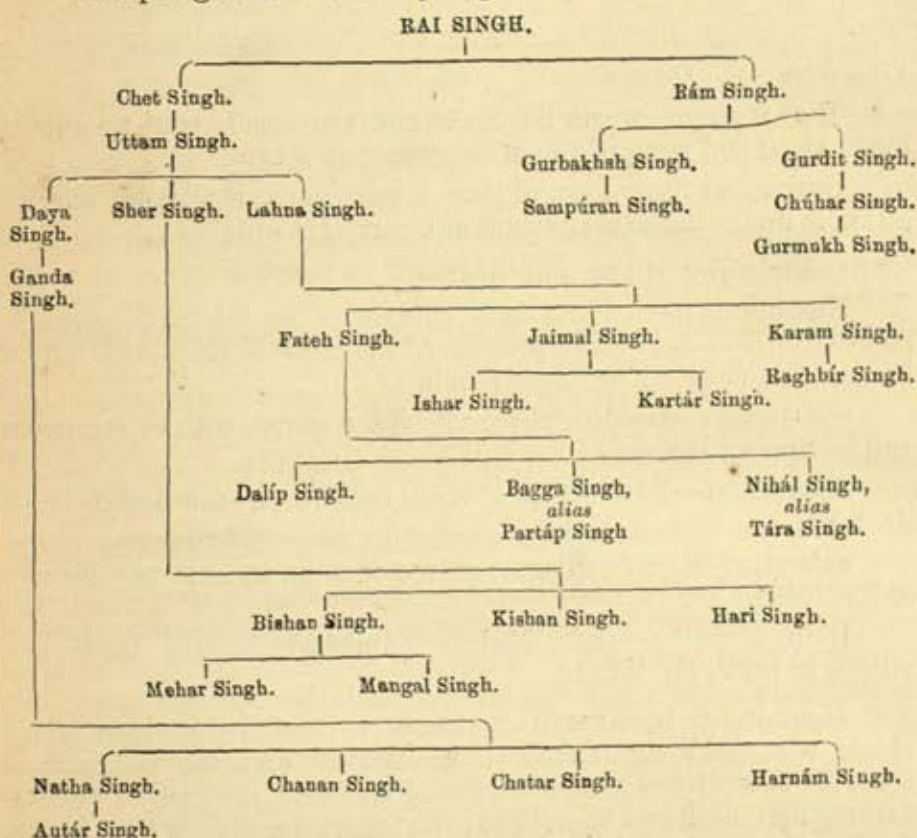 RAI SINGH.
Chet Singh. Rám Singh.
Uttam Singh.
Gurbakhsh Singh. Gurdit Singh.
Daya Singh. Sher Singh. Lahna Singh. Sampúran Singh. Chúhar Singh.
Gurmukh Singh.
Ganda Singh.
Fateh Singh. Jaimal Singh. Karam Singh.
Raghbír Singh.
Ishar Singh. Kartár Singh.
Dalíp Singh. Bagga Singh, Nihál Singh,
alias alias
Partáp Singh Tára Singh.
Bishan Singh. Kishan Singh. Hari Singh.
Mehar Singh. Mangal Singh.
Natha Singh. Chanan Singh. Chatar Singh. Harnám Singh.
Autár Singh.